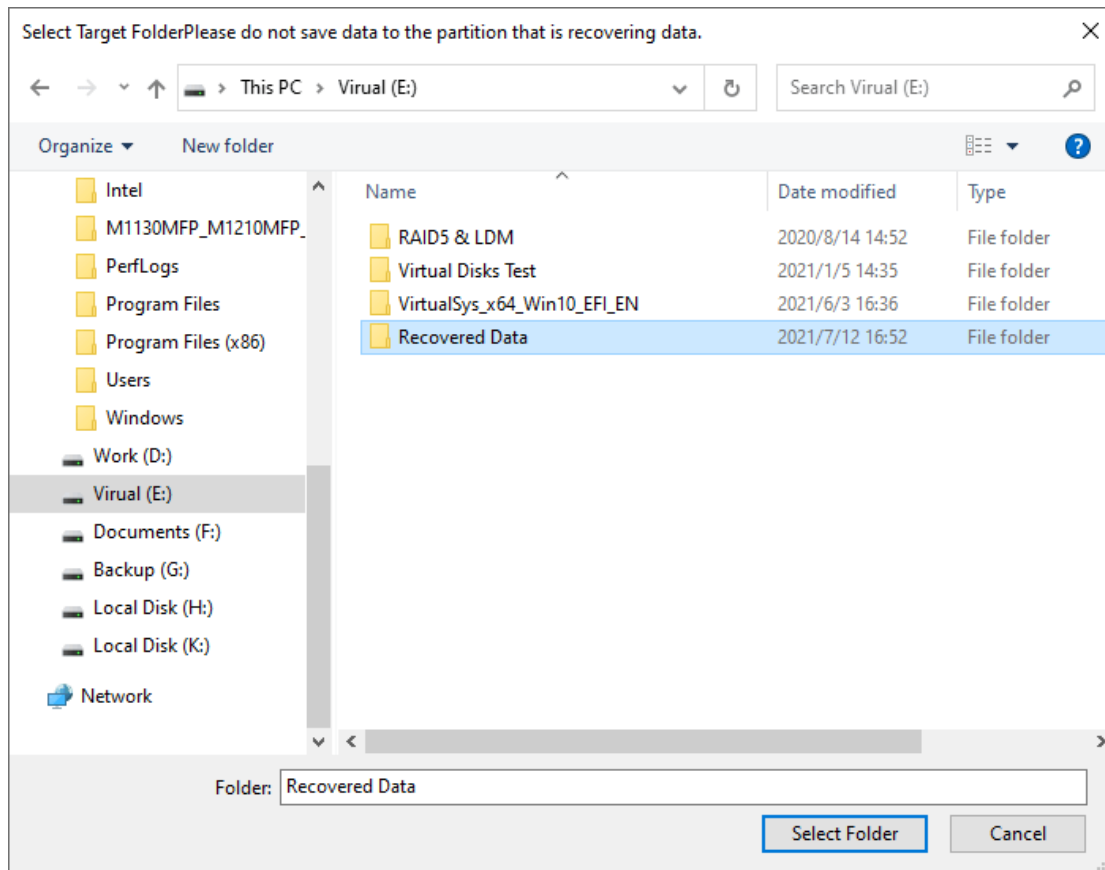 Select Target FolderPlease do not save data to the partition that is recovering data.
This PC > Virual (E:)
Search Virual (E:)
Organize
New folder
?
Intel
M1130MFP_M1210MFP_
PerfLogs
Program Files
Program Files (x86)
Users
Windows
Work (D:)
Virual (E:)
Documents (F:)
Backup (G:)
Local Disk (H:)
Local Disk (K:)
Network
Name Date modified Type
RAID5 & LDM 2020/8/14 14:52 File folder
Virtual Disks Test 2021/1/5 14:35 File folder
VirtualSys_x64_Win10_EFI_EN 2021/6/3 16:36 File folder
Recovered Data 2021/7/12 16:52 File folder
Folder: Recovered Data
Select Folder Cancel